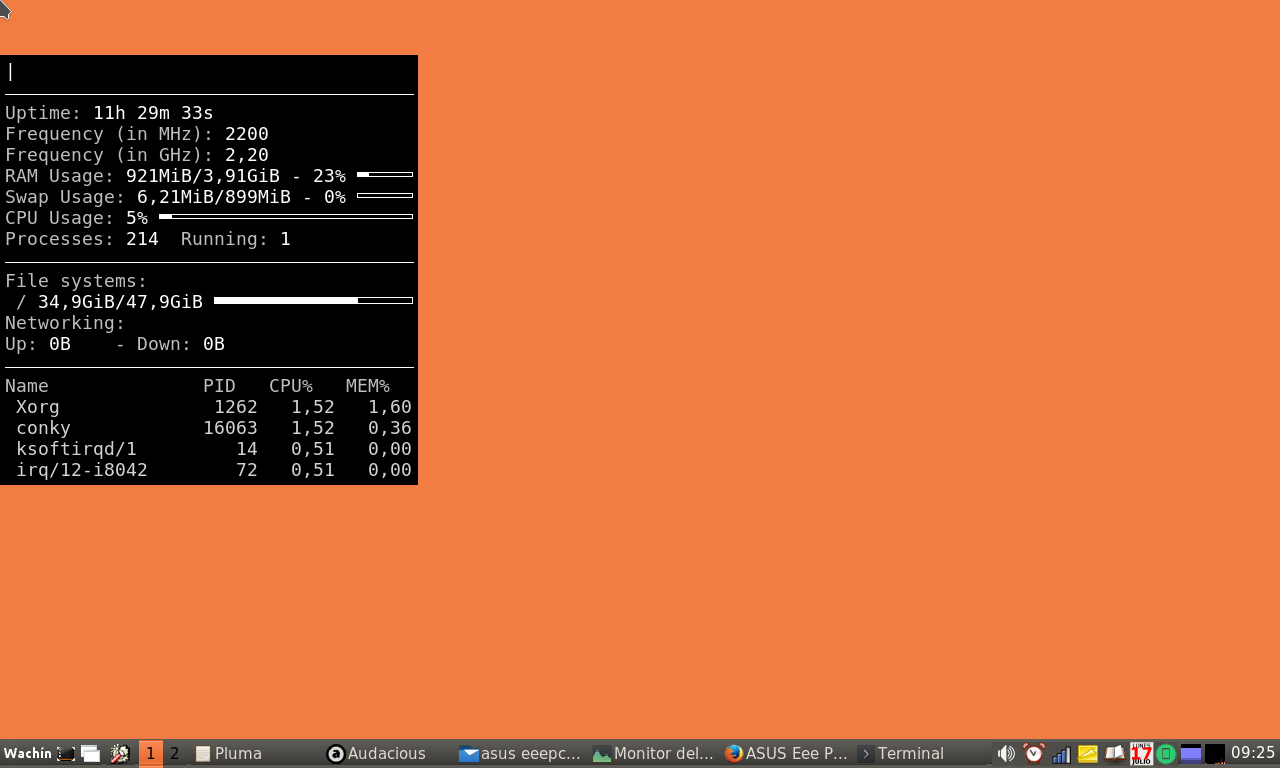 |
Uptime: 11h 29m 33s
Frequency (in MHz): 2200
Frequency (in GHz): 2,20
RAM Usage: 921MiB/3,91GiB - 23%
Swap Usage: 6,21MiB/899MiB - 0%
CPU Usage: 5%
Processes: 214  Running: 1
File systems:
/ 34,9GiB/47,9GiB
Networking:
Up: 0B    - Down: 0B
Name PID CPU% MEM%
Xorg 1262 1,52 1,60
conky 16063 1,52 0,36
ksoftirqd/1 14 0,51 0,00
irq/12-i8042 72 0,51 0,00
Wachín 1 2 Pluma Audacious asus eeepc... Monitor del... ASUS Eee P... Terminal LUNES 17 JULIO 09:25